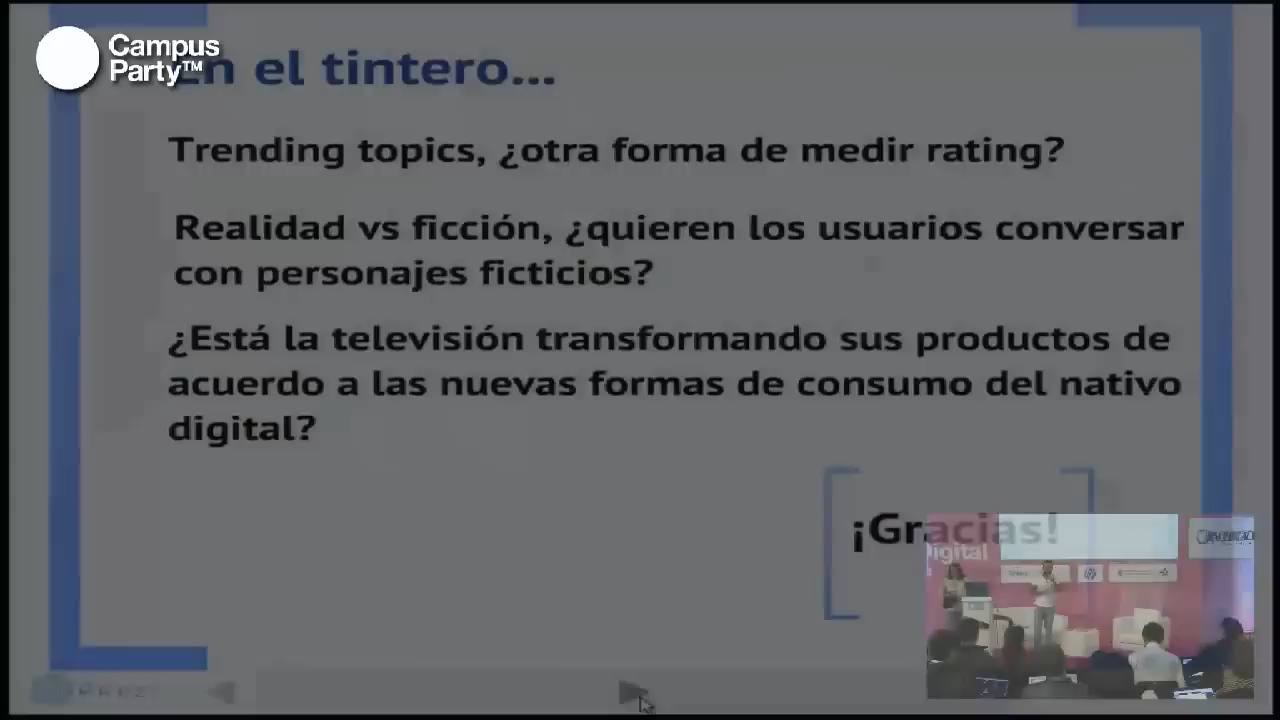 Campus
Party™
En el tintero...
Trending topics, ¿otra forma de medir rating?
Realidad vs ficción, ¿quieren los usuarios conversar
con personajes ficticios?
¿Está la televisión transformando sus productos de
acuerdo a las nuevas formas de consumo del nativo
digital?
¡Gracias!
Digital